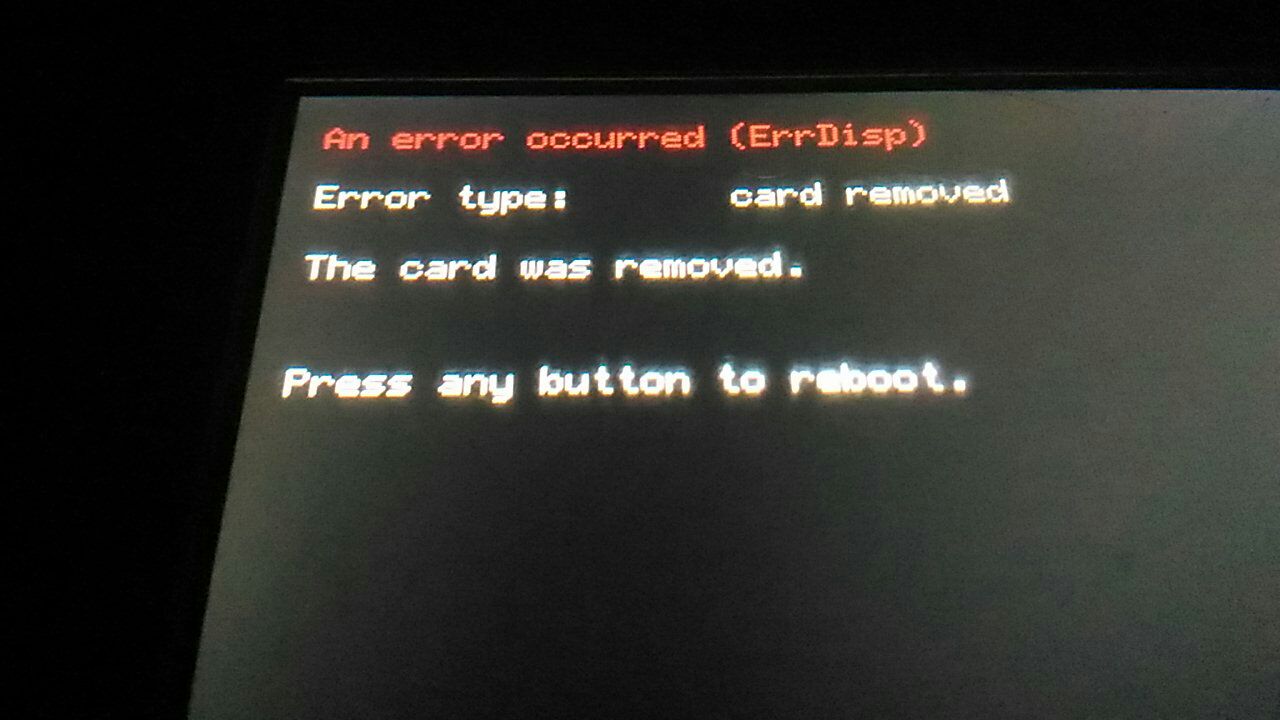 An error occurred (ErrDisp)
Error type: card removed
The card was removed.
Press any button to reboot.